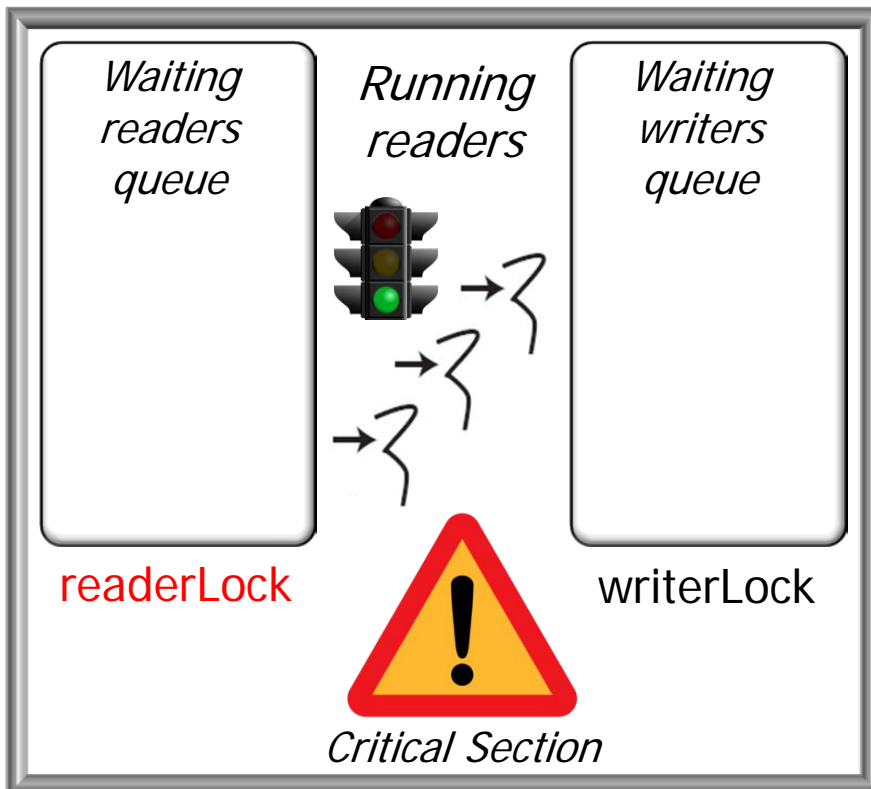 Waiting
readers
queue
Running
readers
Waiting
writers
queue
readerLock
writerLock
Critical Section